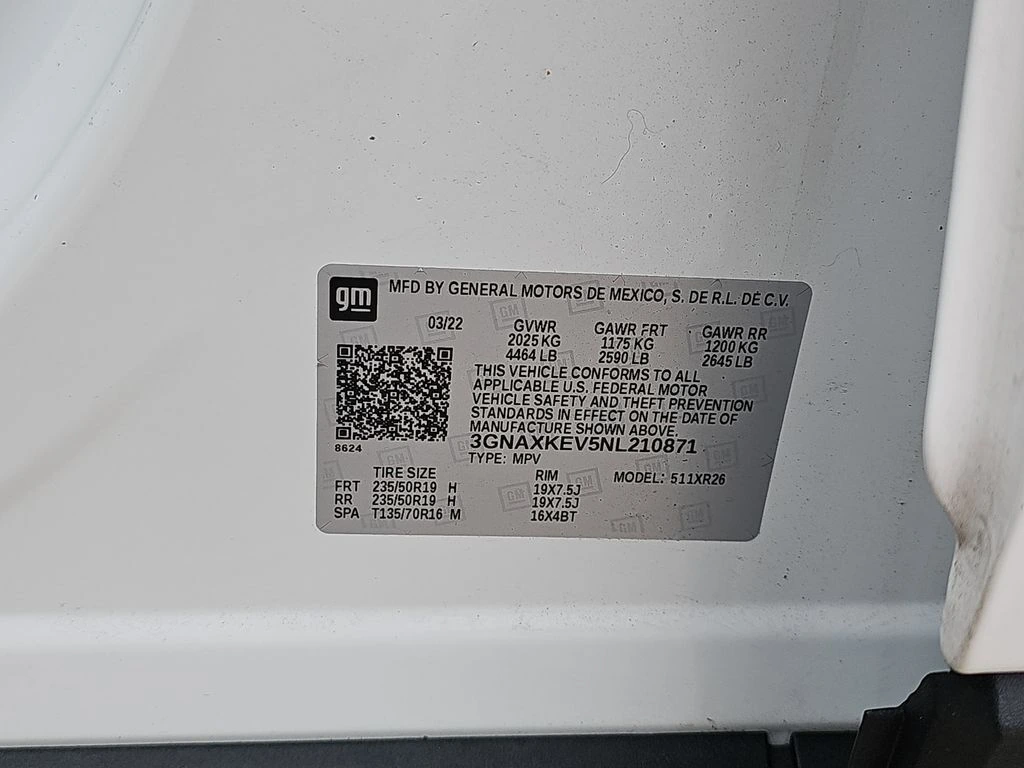 gm MFD BY GENERAL MOTORS DE MEXICO, S. DE R.L. DE C.V.
03/22 GVWR GAWR FRT GAWR RR
2025 KG 1175 KG 1200 KG
4464 LB 2590 LB 2645 LB
THIS VEHICLE CONFORMS TO ALL
APPLICABLE U.S. FEDERAL MOTOR
VEHICLE SAFETY AND THEFT PREVENTION
STANDARDS IN EFFECT ON THE DATE OF
MANUFACTURE SHOWN ABOVE.
3GNAXKEV5NL210871
8624
TYPE: MPV
TIRE SIZE RIM MODEL: 511XR26
FRT 235/50R19 H 19X7.5J
RR 235/50R19 H 19X7.5J
SPA T135/70R16 M 16X4BT